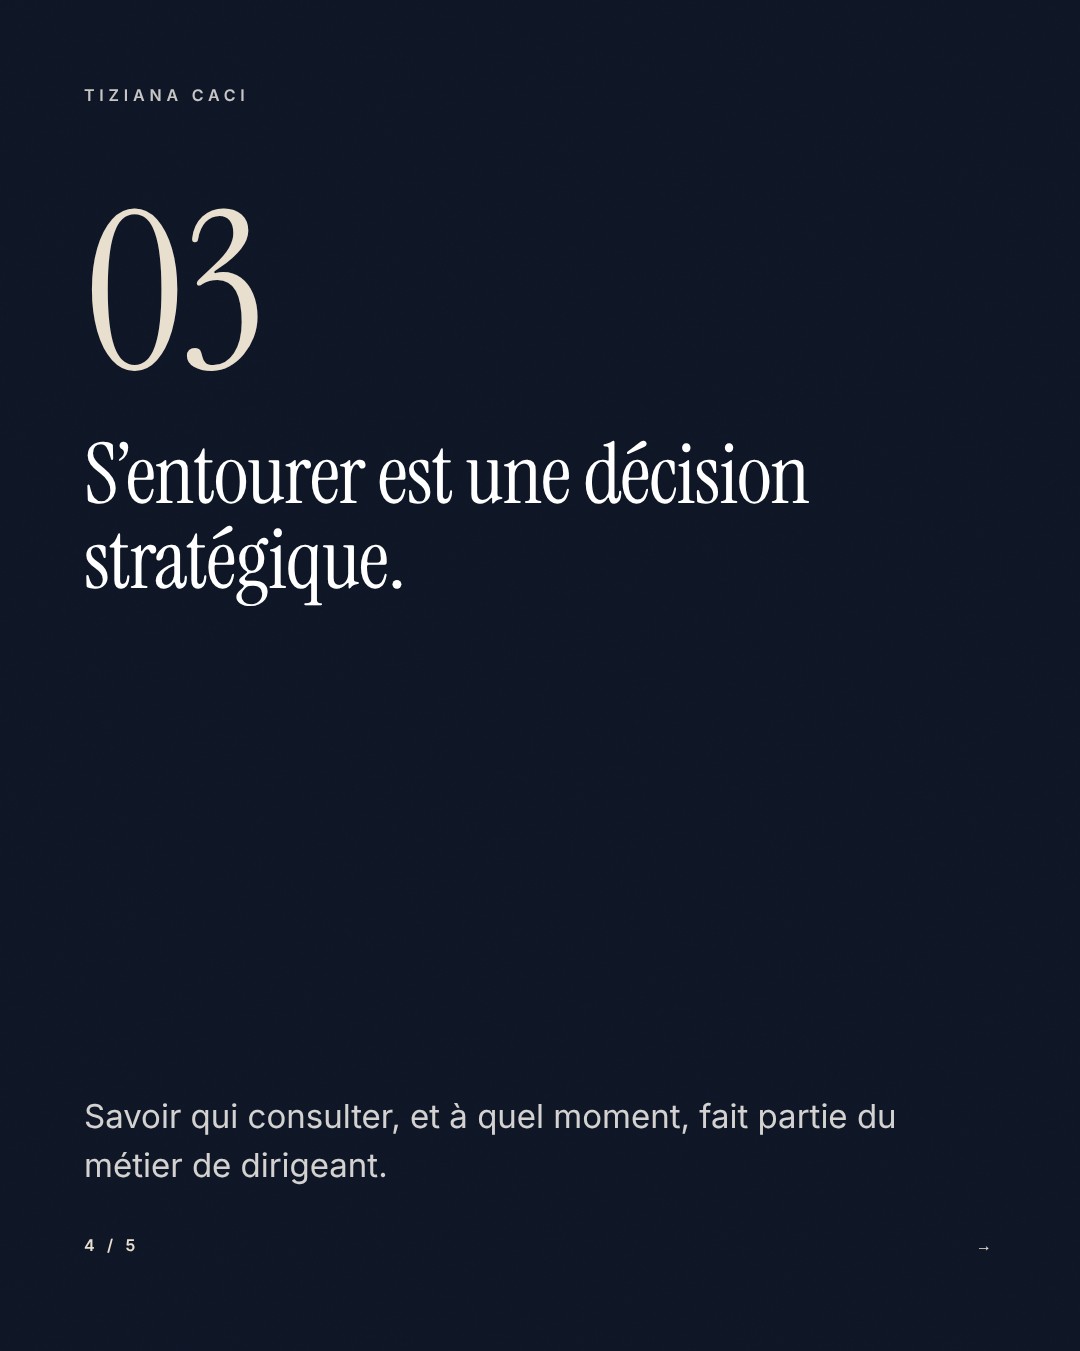 TIZIANA CACI
03
S’entourer est une décision
stratégique.
Savoir qui consulter, et à quel moment, fait partie du
métier de dirigeant.
4 / 5
→